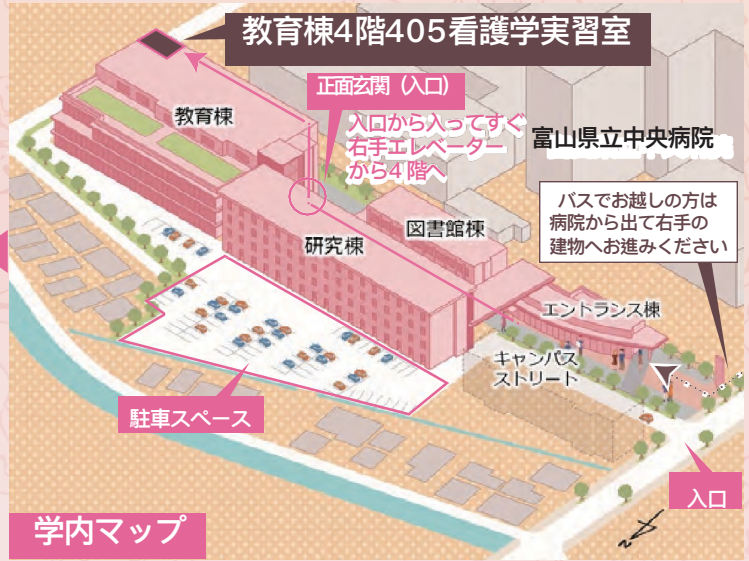 教育棟4階405看護学実習室
正面玄関（入口）
入口から入ってすぐ
右手エレベーター
から4階へ
教育棟
富山県立中央病院
バスでお越しの方は
病院から出て右手の
建物へお進みください
図書館棟
研究棟
エントランス棟
キャンパス
ストリート
駐車スペース
入口
学内マップ